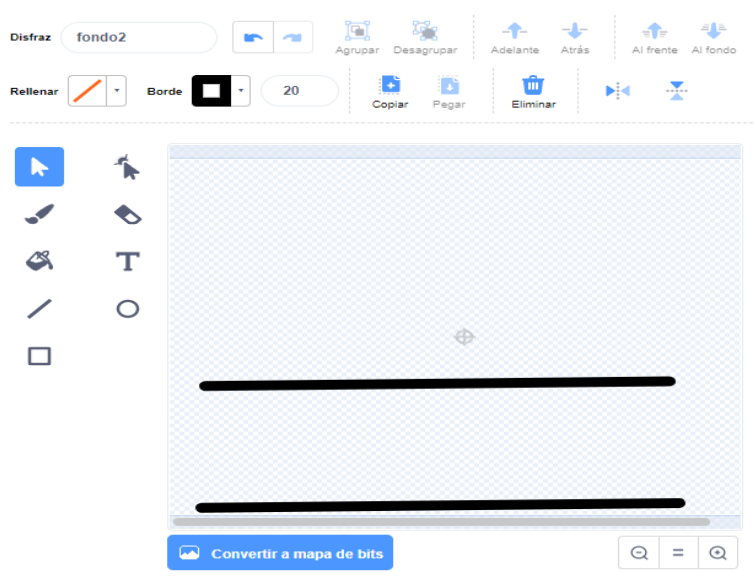 Disfraz fondo2 Agrupar Desagrupar Adelante Atrás Al frente Al fondo
Rellenar Borde 20 Copiar Pegar Eliminar
T
Convertir a mapa de bits